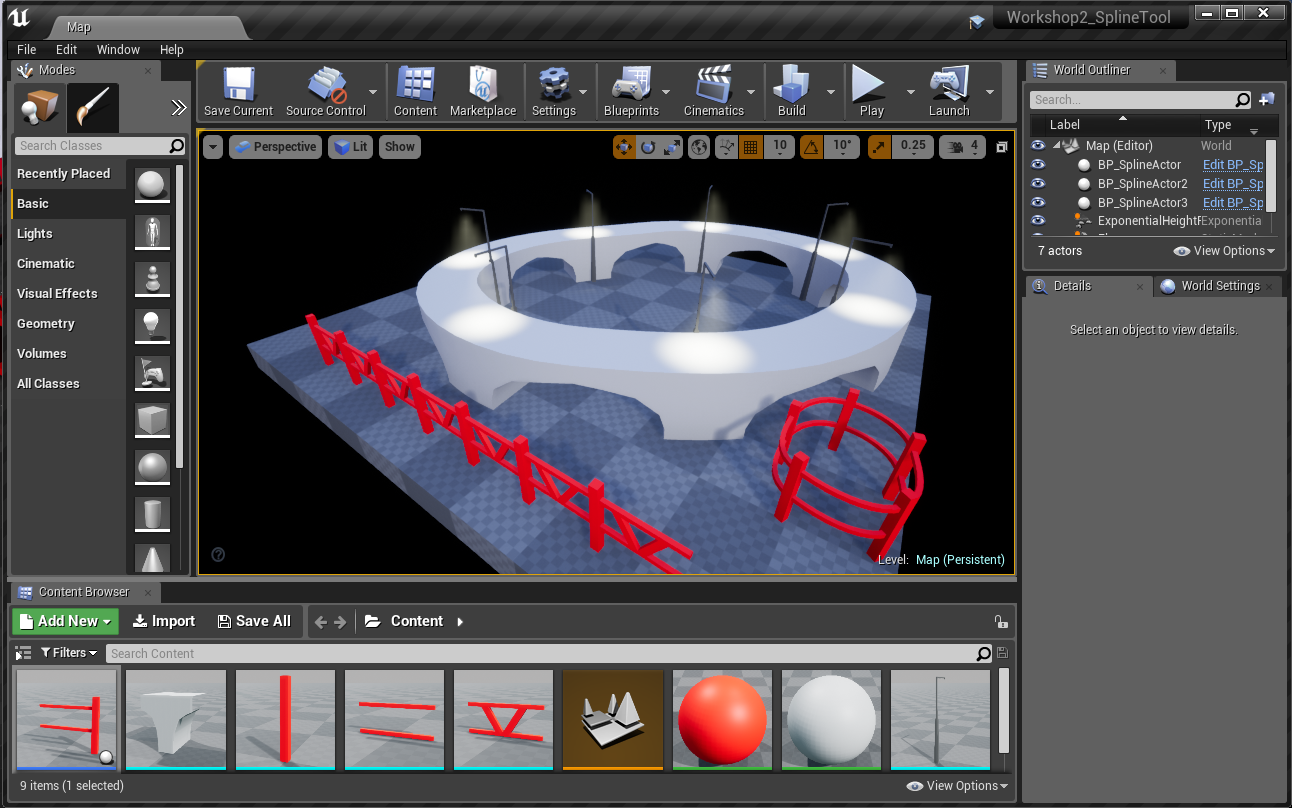 Map
Workshop2_SplineTool
File Edit Window Help
Modes
Search Classes
Recently Placed
Basic
Lights
Cinematic
Visual Effects
Geometry
Volumes
All Classes
Save Current Source Control Content Marketplace Settings Blueprints Cinematics Build Play Launch
Perspective Lit Show 10 10° 0.25 4
Level: Map (Persistent)
World Outliner
Search...
Label Type
Map (Editor) World
BP_SplineActor Edit BP_Sp
BP_SplineActor2 Edit BP_Sp
BP_SplineActor3 Edit BP_Sp
ExponentialHeightF Exponentia
7 actors View Options
Details World Settings
Select an object to view details.
Content Browser
Add New Import Save All Content
Filters Search Content
9 items (1 selected) View Options